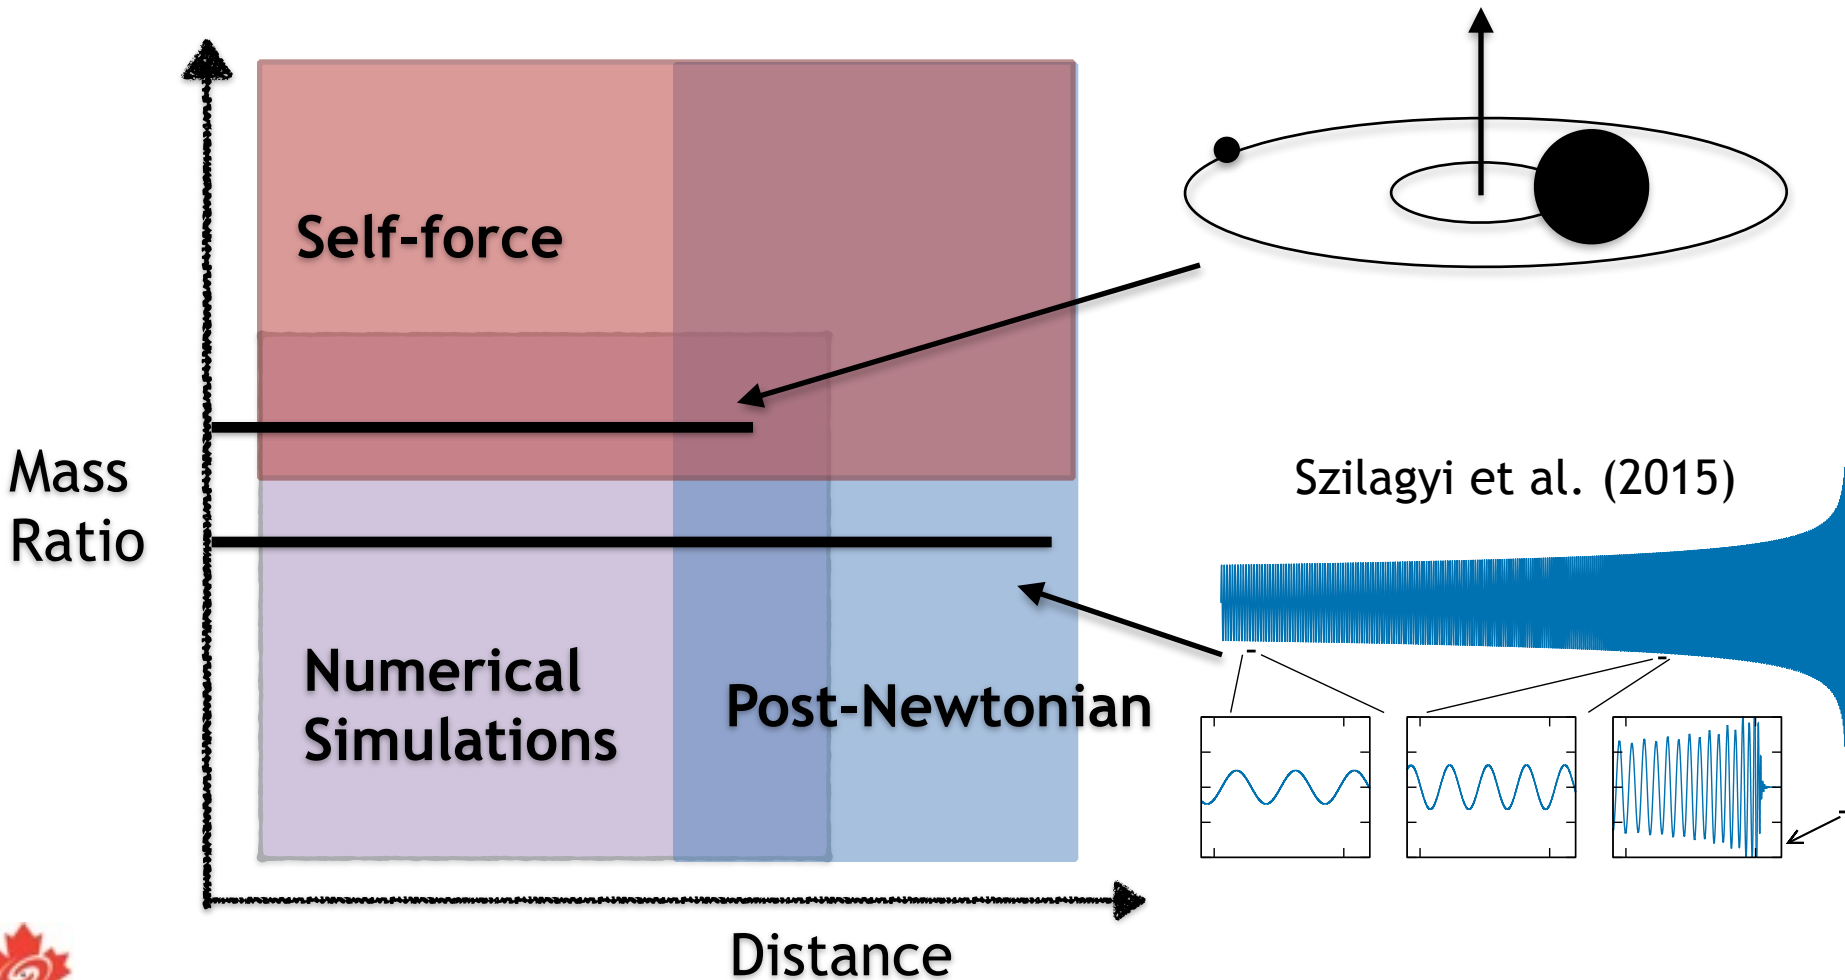 Self-force
Mass
Ratio
Szilagyi et al. (2015)
Numerical
Simulations
Post-Newtonian
Distance